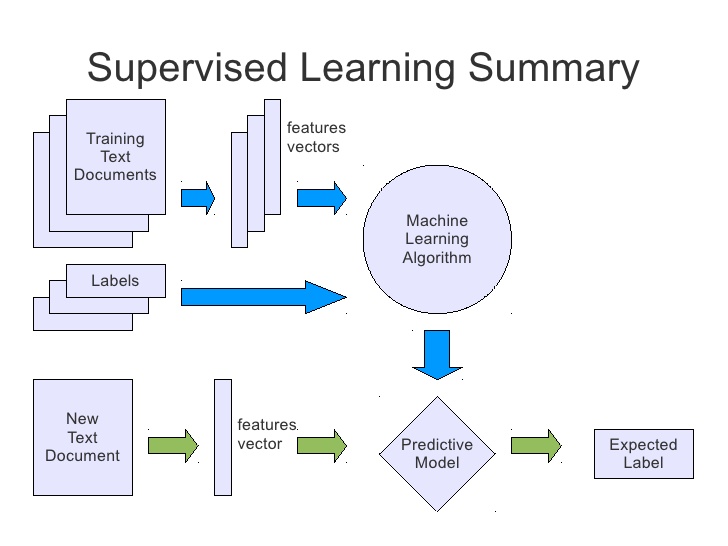 Supervised Learning Summary
Training
Text
Documents
features
vectors
Machine
Learning
Algorithm
Labels
New
Text
Document
features
vector
Predictive
Model
Expected
Label